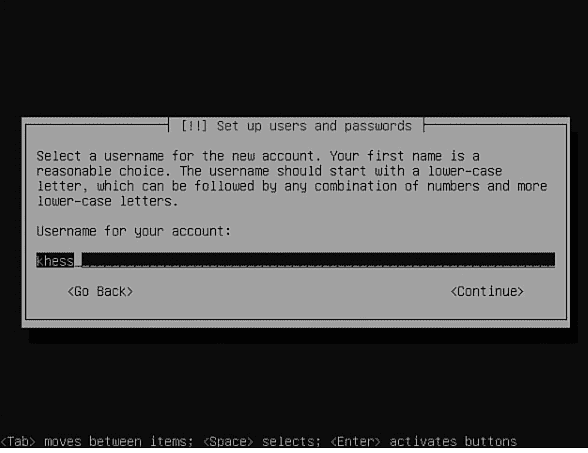 [!!] Set up users and passwords
Select a username for the new account. Your first name is a
reasonable choice. The username should start with a lower-case
letter, which can be followed by any combination of numbers and more
lower-case letters.
Username for your account:
khess
<Go Back> <Continue>
<Tab> moves between items; <Space> selects; <Enter> activates buttons